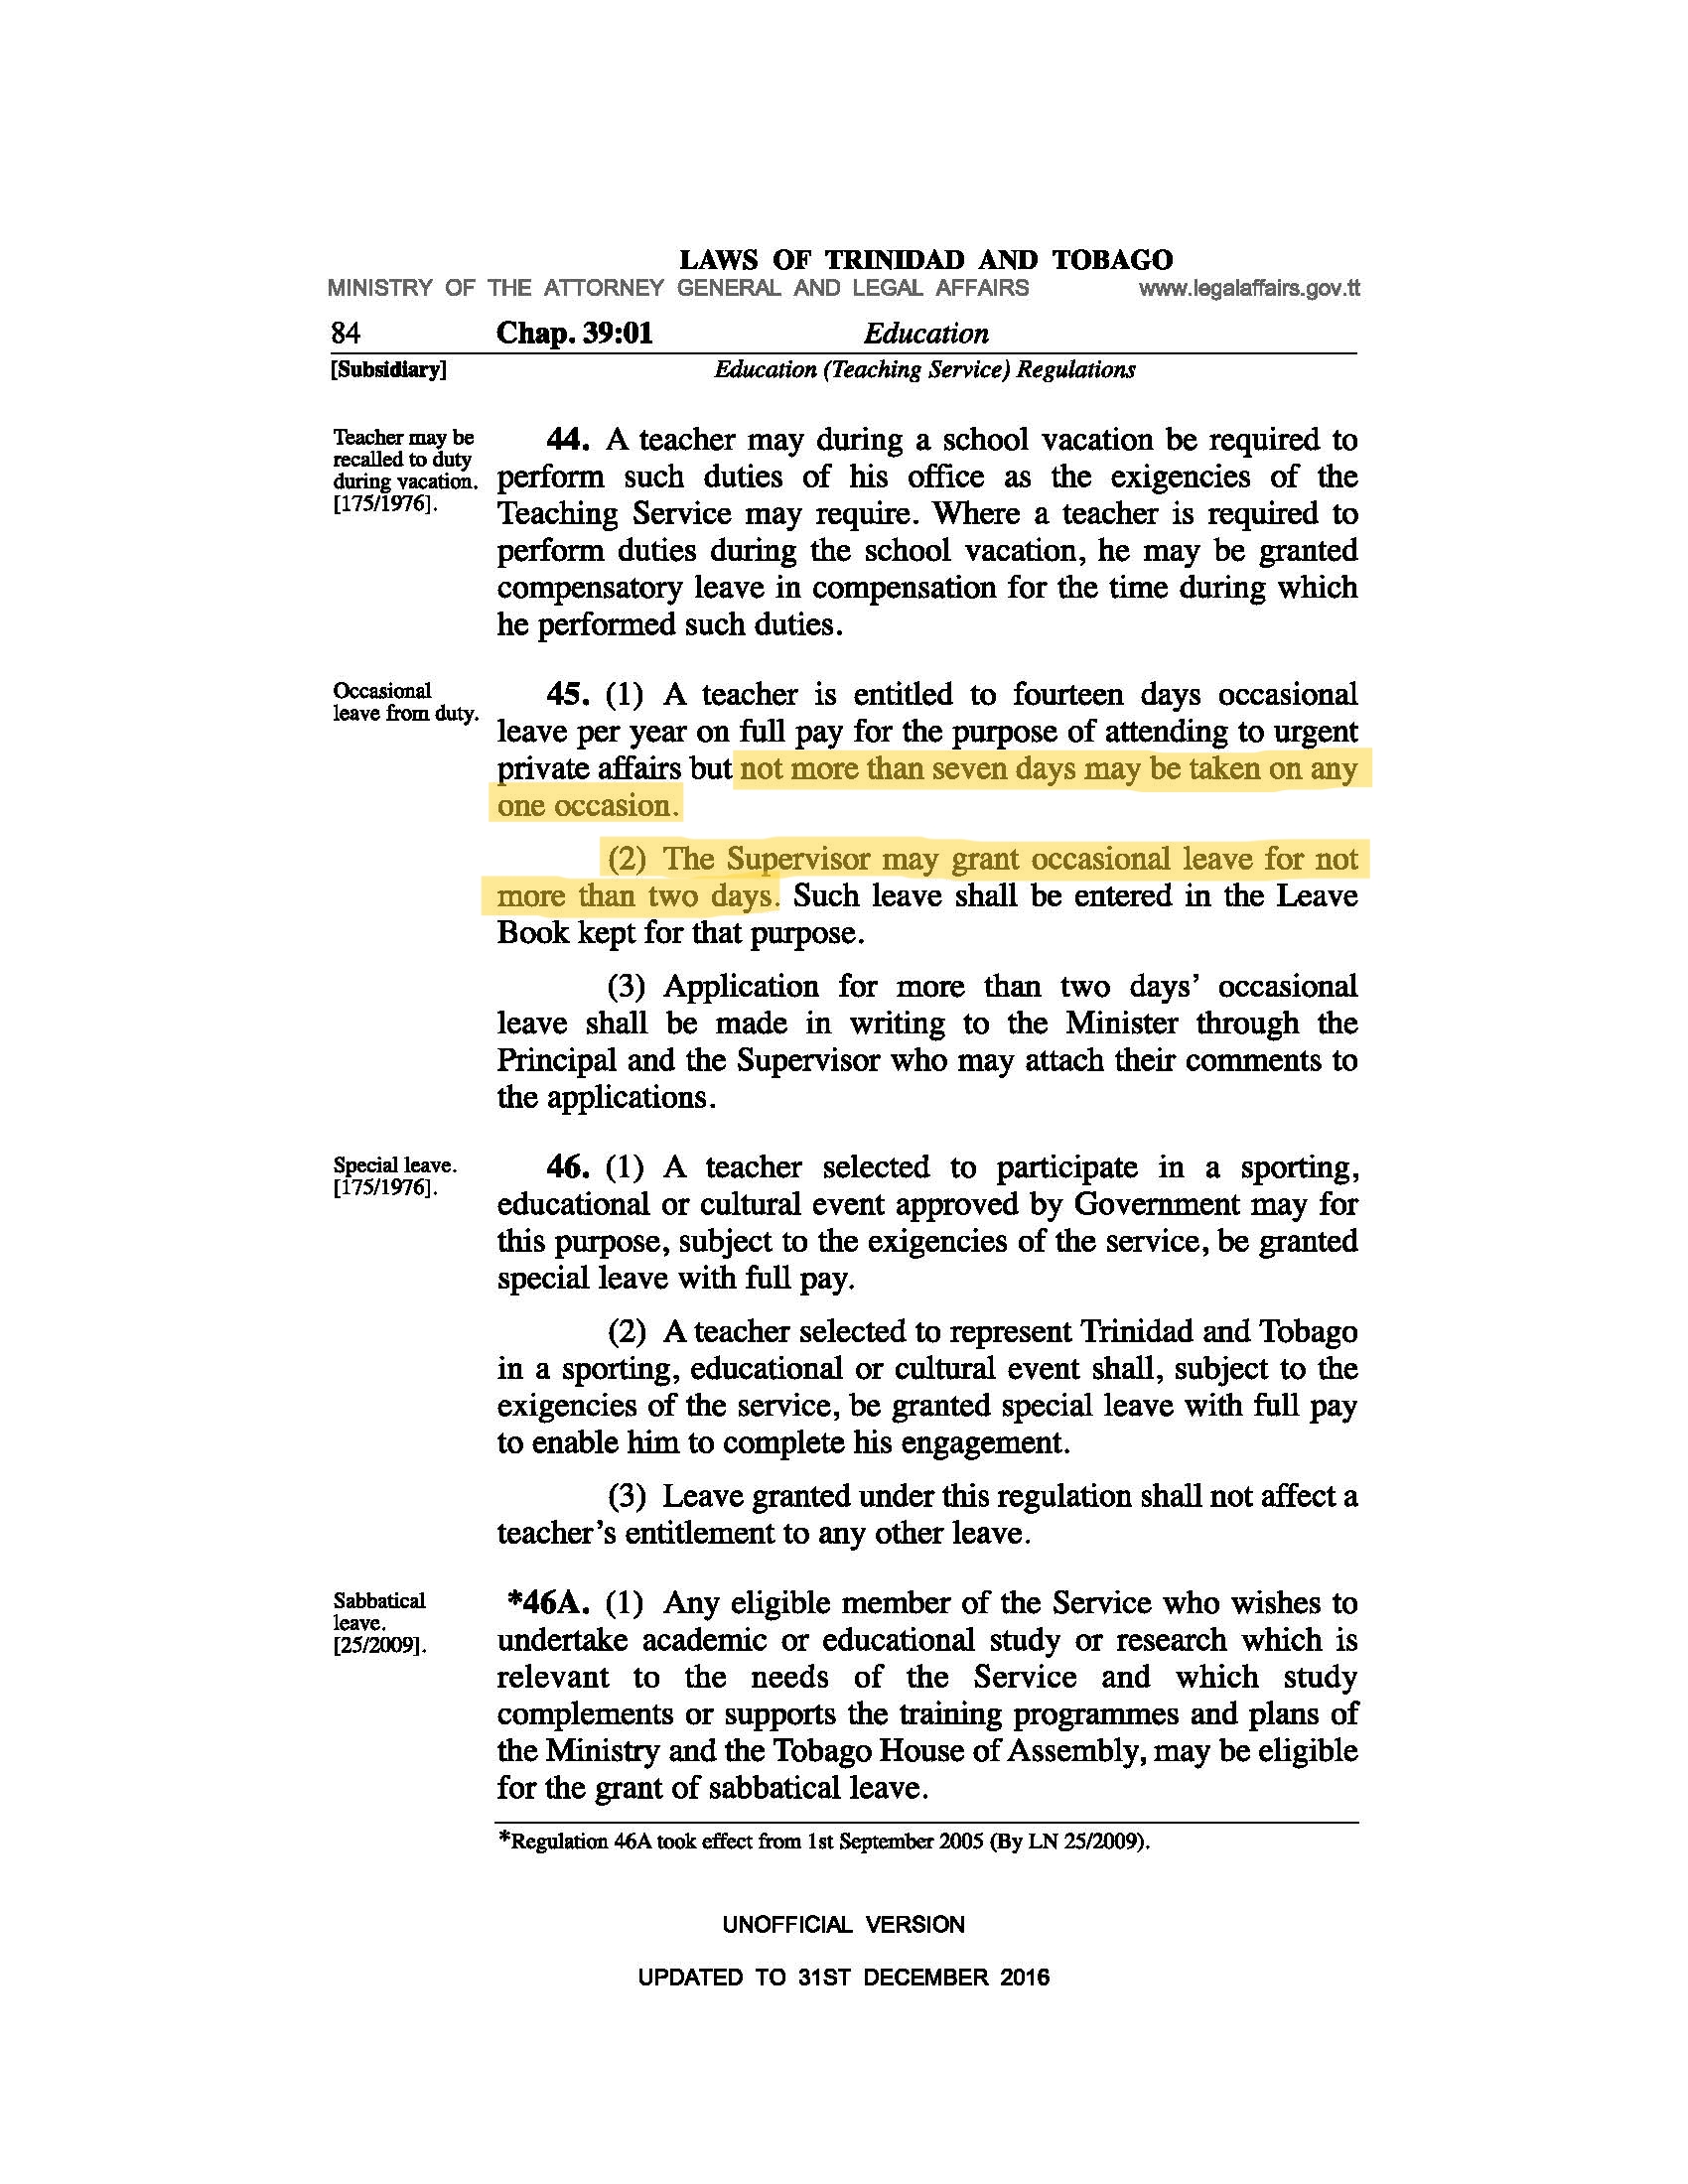 LAWS OF TRINIDAD AND TOBAGO
MINISTRY OF THE ATTORNEY GENERAL AND LEGAL AFFAIRS www.legalaffairs.gov.tt
84 Chap. 39:01 Education
[Subsidiary] Education (Teaching Service) Regulations
Teacher may be
recalled to duty
during vacation.
[175/1976].
44. A teacher may during a school vacation be required to
perform such duties of his office as the exigencies of the
Teaching Service may require. Where a teacher is required to
perform duties during the school vacation, he may be granted
compensatory leave in compensation for the time during which
he performed such duties.
Occasional
leave from duty.
45. (1) A teacher is entitled to fourteen days occasional
leave per year on full pay for the purpose of attending to urgent
private affairs but not more than seven days may be taken on any
one occasion.
(2) The Supervisor may grant occasional leave for not
more than two days. Such leave shall be entered in the Leave
Book kept for that purpose.
(3) Application for more than two days’ occasional
leave shall be made in writing to the Minister through the
Principal and the Supervisor who may attach their comments to
the applications.
Special leave.
[175/1976].
46. (1) A teacher selected to participate in a sporting,
educational or cultural event approved by Government may for
this purpose, subject to the exigencies of the service, be granted
special leave with full pay.
(2) A teacher selected to represent Trinidad and Tobago
in a sporting, educational or cultural event shall, subject to the
exigencies of the service, be granted special leave with full pay
to enable him to complete his engagement.
(3) Leave granted under this regulation shall not affect a
teacher’s entitlement to any other leave.
Sabbatical
leave.
[25/2009].
*46A. (1) Any eligible member of the Service who wishes to
undertake academic or educational study or research which is
relevant to the needs of the Service and which study
complements or supports the training programmes and plans of
the Ministry and the Tobago House of Assembly, may be eligible
for the grant of sabbatical leave.
*Regulation 46A took effect from 1st September 2005 (By LN 25/2009).
UNOFFICIAL VERSION
UPDATED TO 31ST DECEMBER 2016